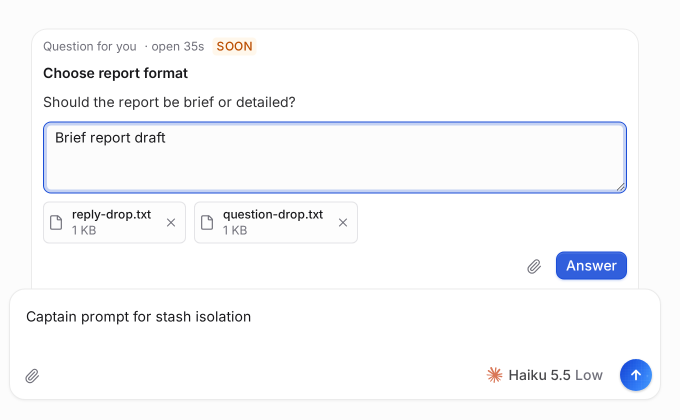 Question for you · open 35s SOON
Choose report format
Should the report be brief or detailed?
Brief report draft
reply-drop.txt question-drop.txt
1 KB 1 KB
Answer
Captain prompt for stash isolation
Haiku 5.5 Low